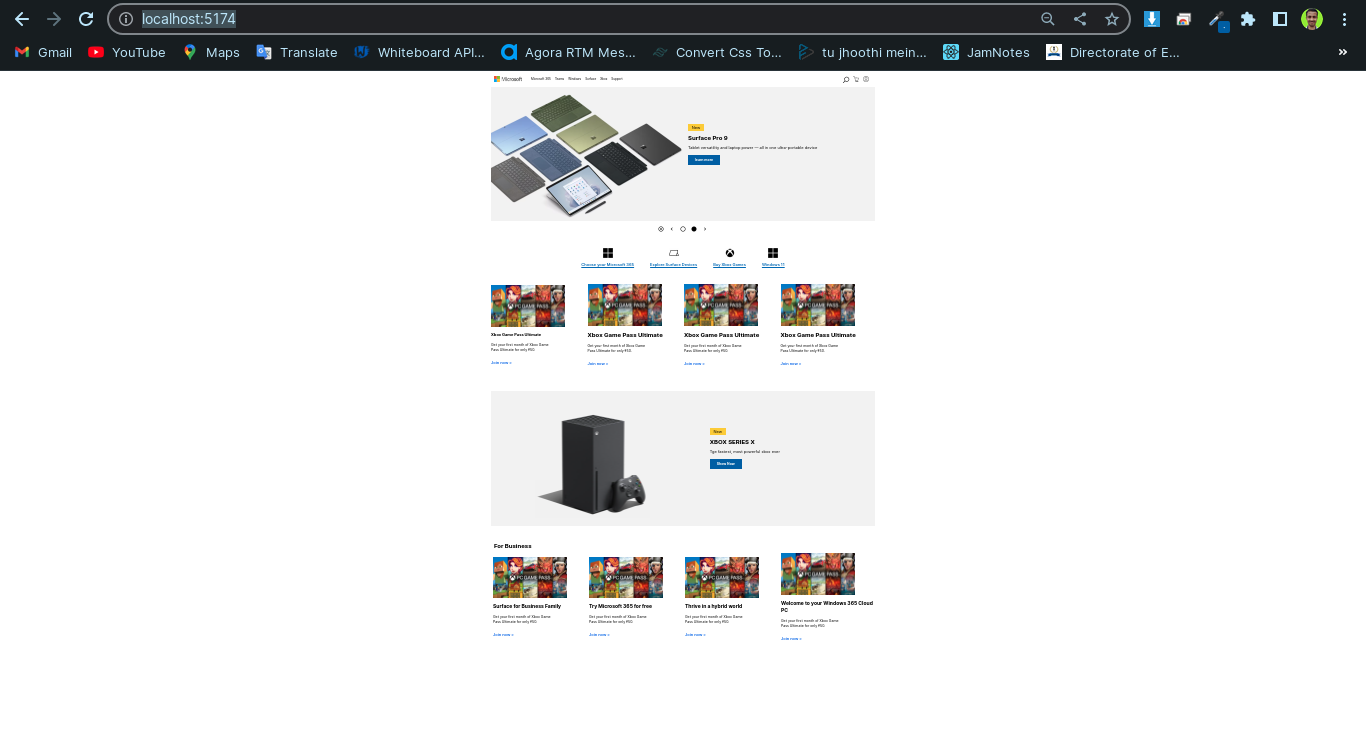 localhost:5174
Gmail YouTube Maps Translate Whiteboard API... Agora RTM Mes... Convert Css To... tu jhoothi mein... JamNotes Directorate of E... »
Microsoft Microsoft 365 Teams Windows Surface Xbox Support
New
Surface Pro 9
Tablet versatility and laptop power — all in one ultra-portable device
learn more
Choose your Microsoft 365 Explore Surface Devices Buy Xbox Games Windows 11
PC GAME PASS PC GAME PASS PC GAME PASS PC GAME PASS
Xbox Game Pass Ultimate Xbox Game Pass Ultimate Xbox Game Pass Ultimate Xbox Game Pass Ultimate
Get your first month of Xbox Game Get your first month of Xbox Game Get your first month of Xbox Game Get your first month of Xbox Game
Pass Ultimate for only ₹50. Pass Ultimate for only ₹50. Pass Ultimate for only ₹50. Pass Ultimate for only ₹50.
Join now > Join now > Join now > Join now >
New
XBOX SERIES X
fastest, most powerful xbox ever.
Show Now
For Business
PC GAME PASS PC GAME PASS PC GAME PASS PC GAME PASS
Surface for Business Family Try Microsoft 365 for free Thrive in a hybrid world Welcome to your Windows 365 Cloud
PC
Get your first month of Xbox Game Get your first month of Xbox Game Get your first month of Xbox Game Get your first month of Xbox Game
Pass Ultimate for only ₹50. Pass Ultimate for only ₹50. Pass Ultimate for only ₹50. Pass Ultimate for only ₹50.
Join now > Join now > Join now > Join now >